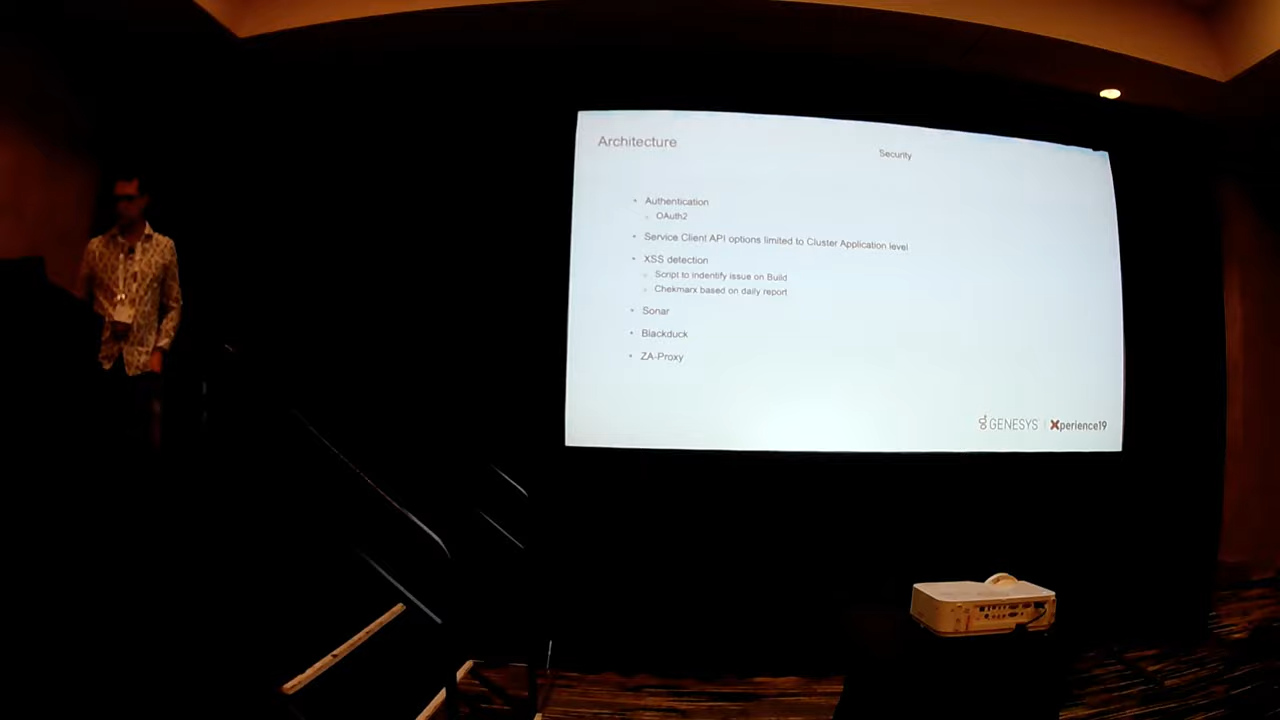 Architecture
Security
Authentication
OAuth2
Service Client API options limited to Cluster Application level
XSS detection
Script to indentify issue on Build
Chekmarx based on daily report
Sonar
Blackduck
ZA-Proxy
GENESYS | Xperience19